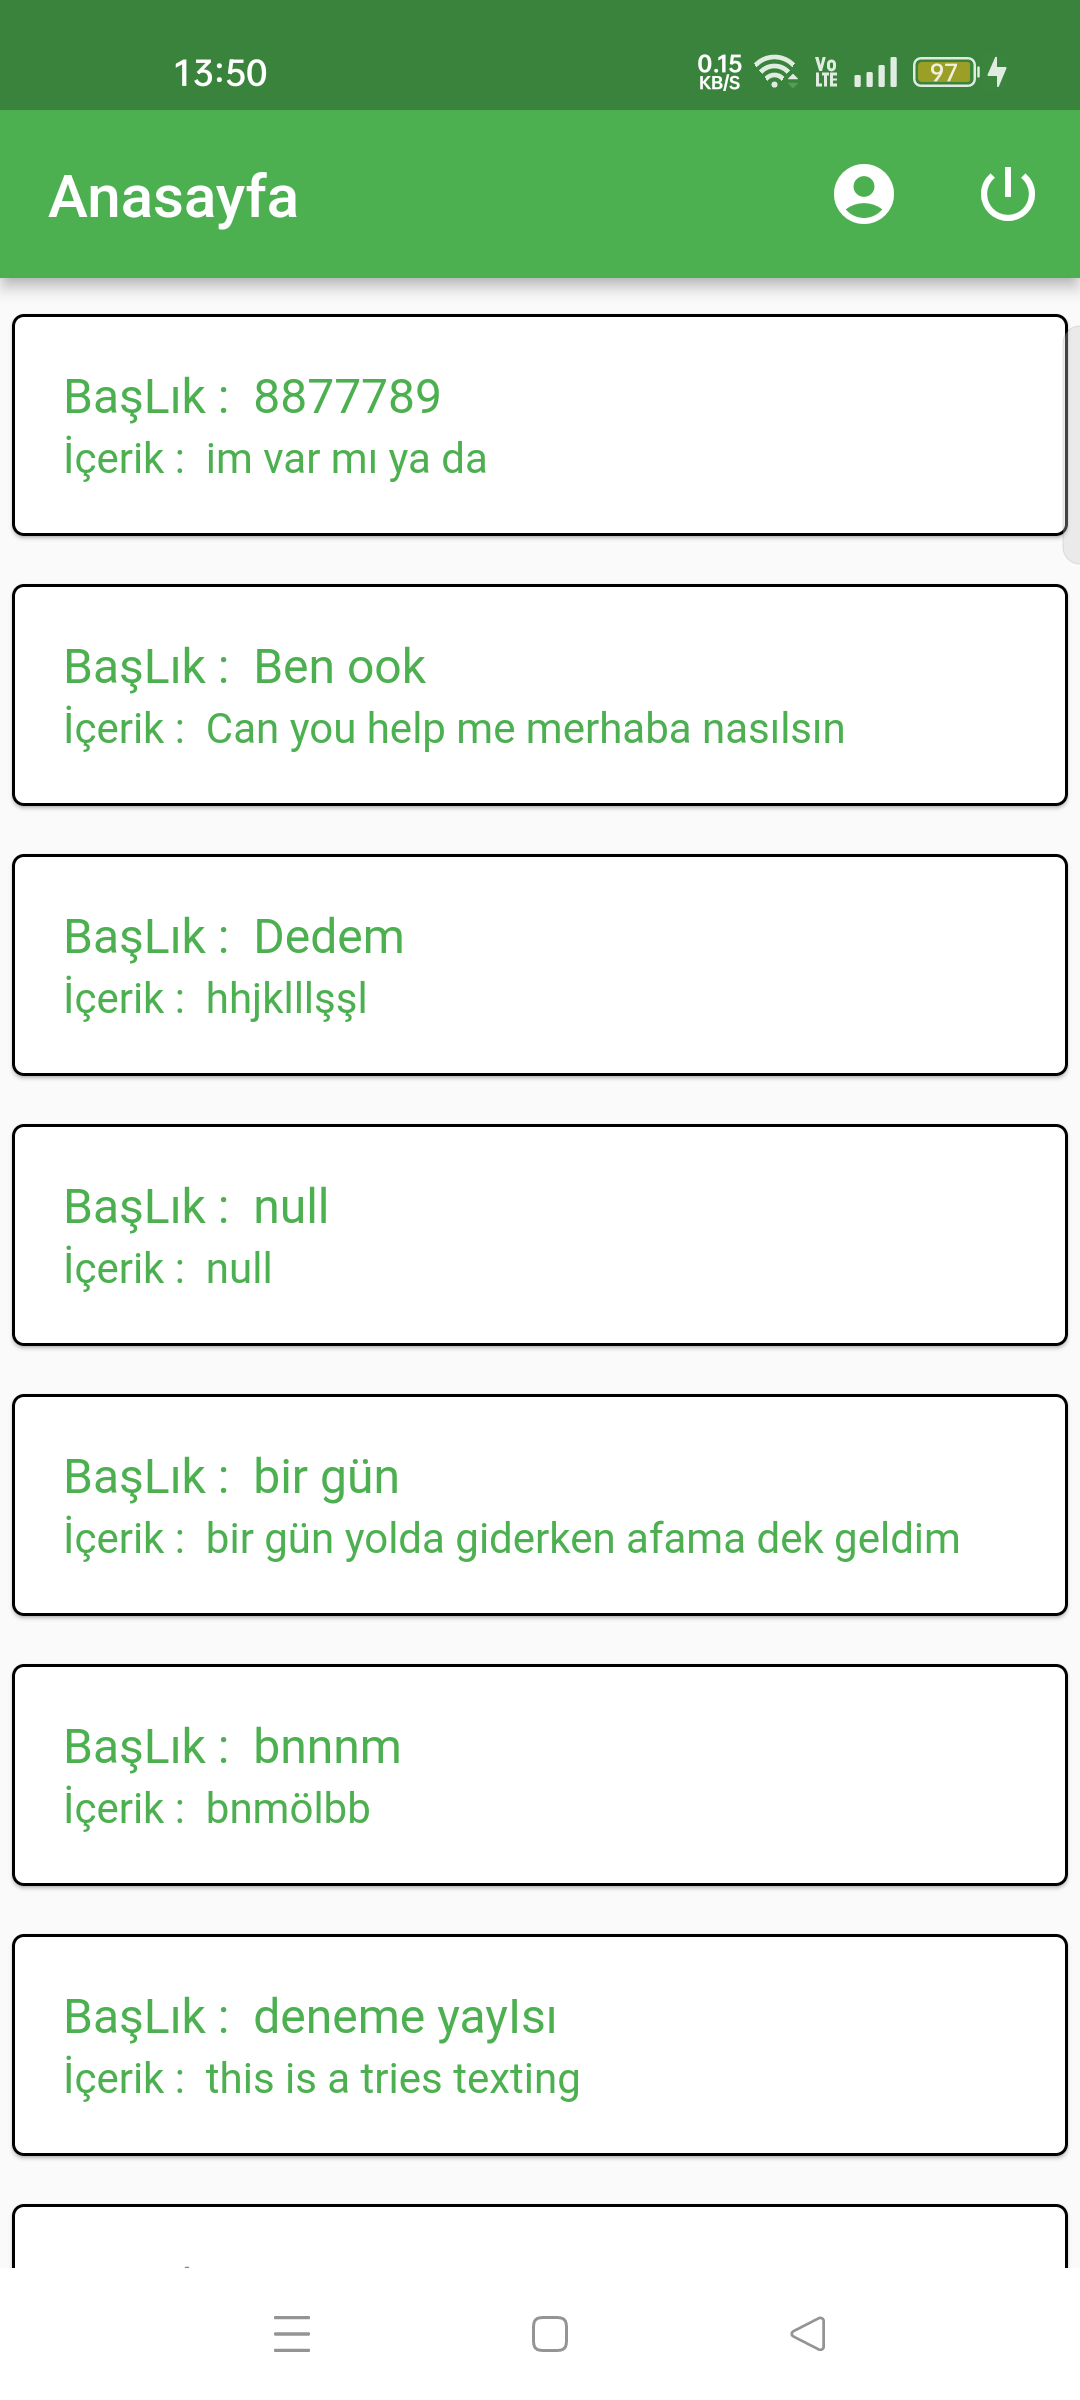 13:50
0.15 KB/S Vo LTE 97
Anasayfa
BaşLık : 8877789
İçerik : im var mı ya da
BaşLık : Ben ook
İçerik : Can you help me merhaba nasılsın
BaşLık : Dedem
İçerik : hhjklllşşl
BaşLık : null
İçerik : null
BaşLık : bir gün
İçerik : bir gün yolda giderken afama dek geldim
BaşLık : bnnnm
İçerik : bnmölbb
BaşLık : deneme yayIsı
İçerik : this is a tries texting